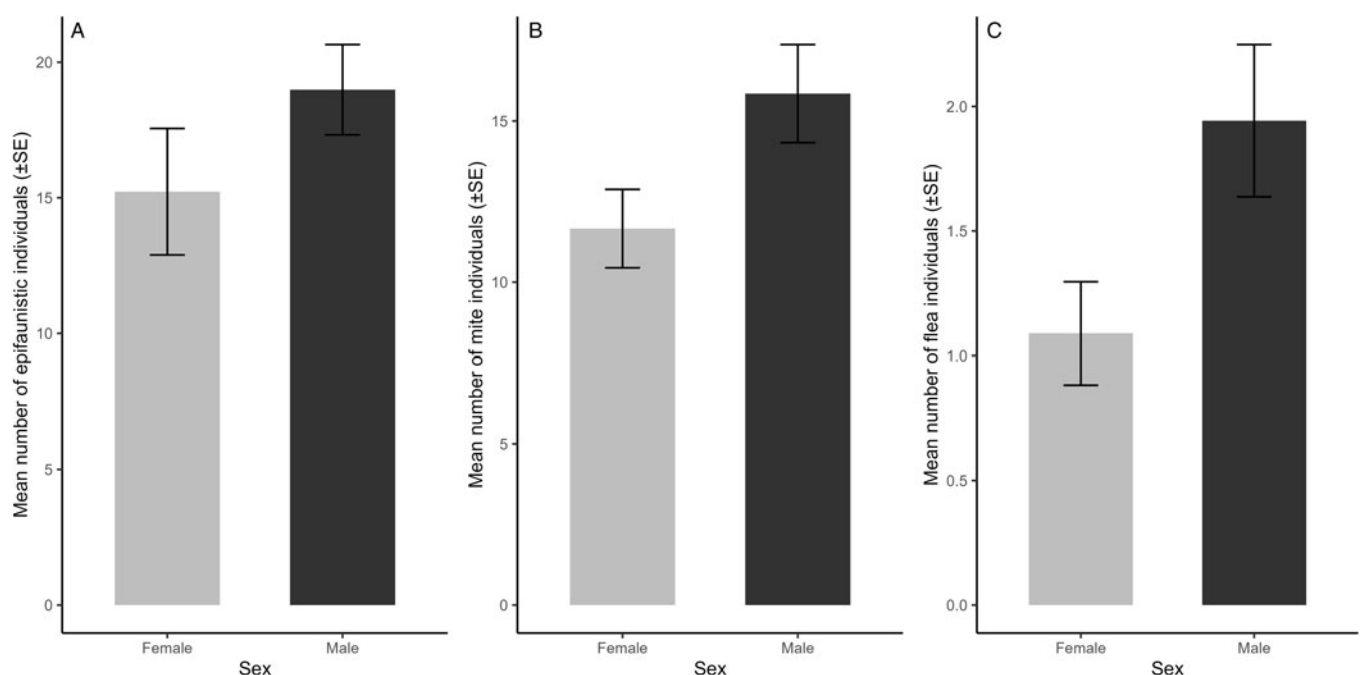 A
Mean number of epifaunistic individuals (±SE)
20
15
10
5
0
Female
Male
Sex
B
Mean number of mite individuals (±SE)
15
10
5
0
Female
Male
Sex
C
Mean number of flea individuals (±SE)
2.0
1.5
1.0
0.5
0.0
Female
Male
Sex